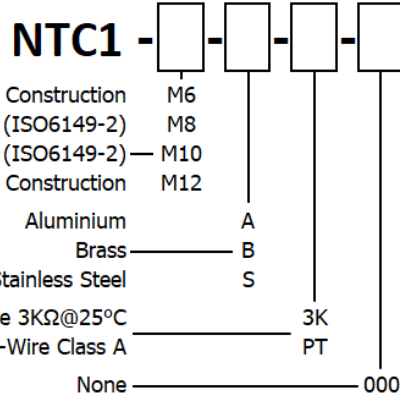 NTC1 - - - -
Construction M6
(ISO6149-2) M8
(ISO6149-2) M10
Construction M12
Aluminium A
Brass B
Stainless Steel S
3KΩ@25ºC 3K
-Wire Class A PT
None 000